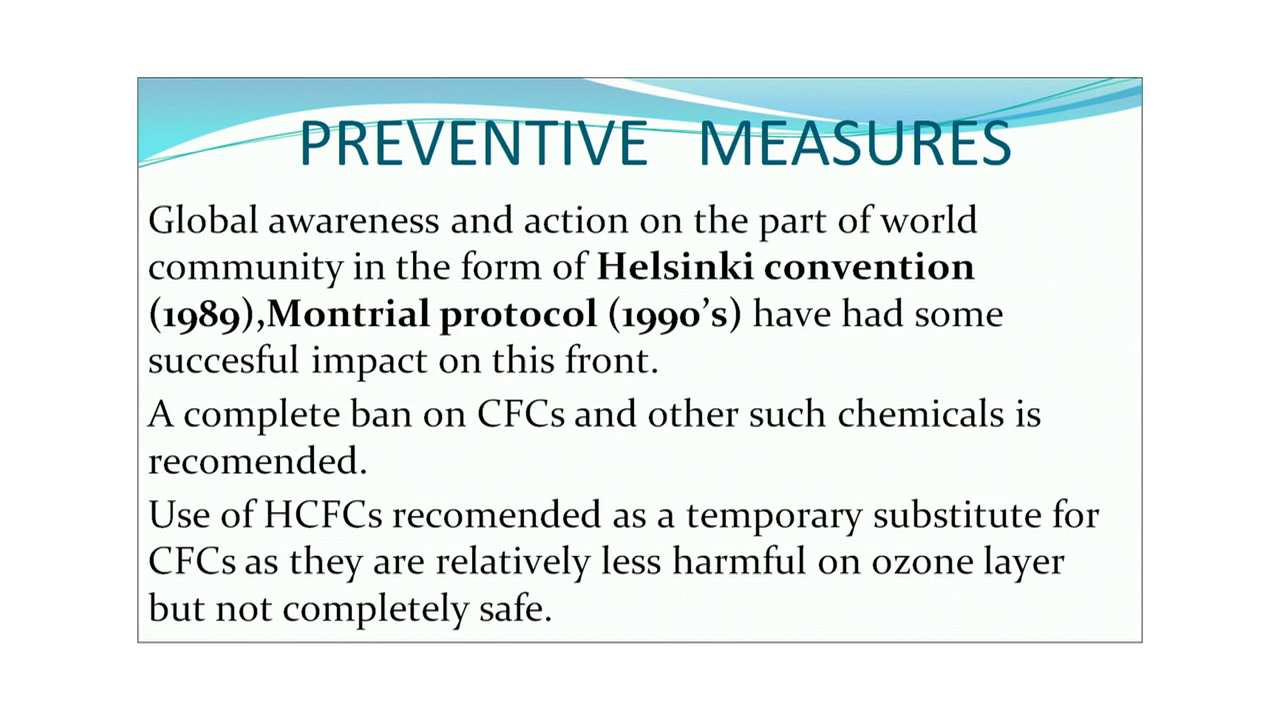 PREVENTIVE MEASURES
Global awareness and action on the part of world
community in the form of Helsinki convention
(1989),Montrial protocol (1990’s) have had some
succesful impact on this front.
A complete ban on CFCs and other such chemicals is
recomended.
Use of HCFCs recomended as a temporary substitute for
CFCs as they are relatively less harmful on ozone layer
but not completely safe.